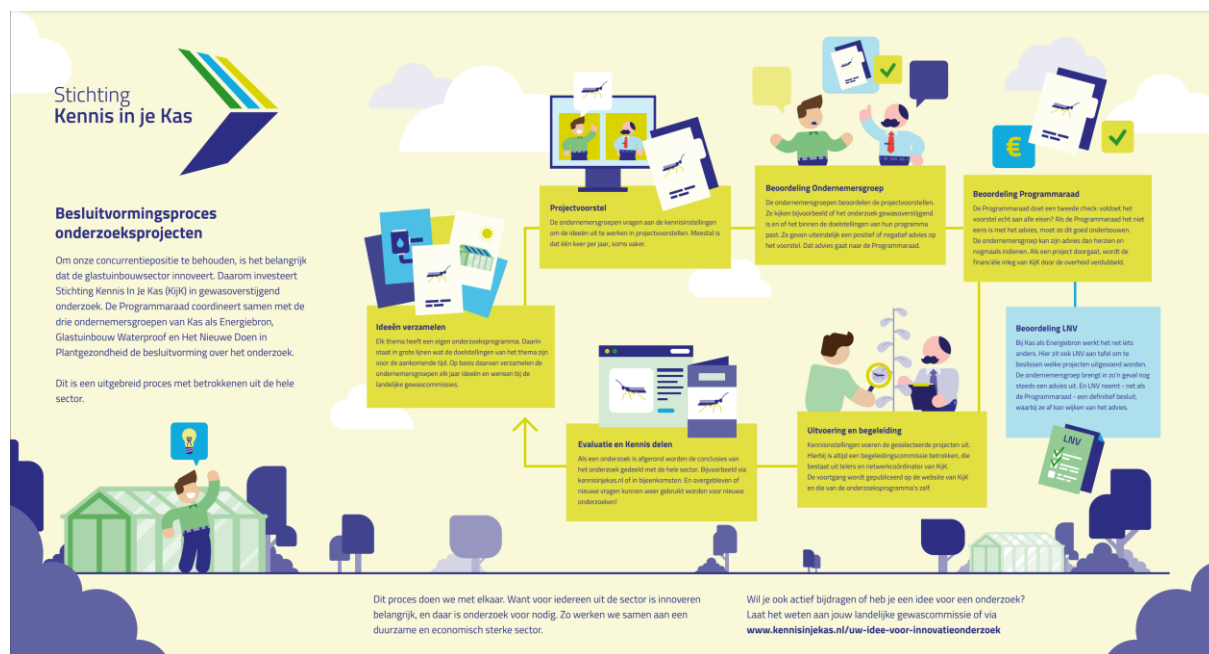 Stichting
Kennis in je Kas
Besluitvormingsproces
onderzoeksprojecten
Om onze concurrentiepositie te behouden, is het belangrijk
dat de glastuinbouwsector innoveert. Daarom investeert
Stichting Kennis In Je Kas (KijK) in gewasoverstijgend
onderzoek. De Programmaraad coordineert samen met de
drie ondernemersgroepen van Kas als Energiebron,
Glastuinbouw Waterproof en Het Nieuwe Doen in
Plantgezondheid de besluitvorming over het onderzoek.
Dit is een uitgebreid proces met betrokkenen uit de hele
sector.
Ideeën verzamelen
Elk thema heeft een eigen onderzoeksprogramma. Daarin
staat in grote lijnen wat de doelstellingen van het thema zijn
voor de aankomende tijd. Op basis daarvan verzamelen de
ondernemersgroepen elk jaar ideeën en wensen bij de
landelijke gewascommissies.
Projectvoorstel
De ondernemersgroepen vragen aan de kennisinstellingen
om de ideeën uit te werken in projectvoorstellen. Meestal is
dat één keer per jaar, soms vaker.
Beoordeling Ondernemersgroep
De ondernemersgroepen beoordelen de projectvoorstellen.
Ze kijken bijvoorbeeld of het onderzoek gewasoverstijgend
is en of het binnen de doelstellingen van hun programma
past. Ze geven uiteindelijk een positief of negatief advies op
het voorstel. Dat advies gaat naar de Programmaraad.
€
Beoordeling Programmaraad
De Programmaraad doet een tweede check: voldoet het
voorstel echt aan alle eisen? Als de Programmaraad het niet
eens is met het advies, moet ze dit goed onderbouwen.
De ondernemersgroep kan zijn advies dan herzien en
nogmaals indienen. Als een project doorgaat, wordt de
financiële inleg van KijK door de overheid verdubbeld.
Beoordeling LNV
Bij Kas als Energiebron werkt het net iets
anders. Hier zit ook LNV aan tafel om te
beslissen welke projecten uitgevoerd worden.
De ondernemersgroep brengt in zo'n geval nog
steeds een advies uit. En LNV neemt - net als
de Programmaraad - een definitief besluit,
waarbij ze af kan wijken van het advies.
LNV
Uitvoering en begeleiding
Kennisinstellingen voeren de geselecteerde projecten uit.
Hierbij is altijd een begeleidingscommissie betrokken, die
bestaat uit telers en netwerkcoördinator van KijK.
De voortgang wordt gepubliceerd op de website van KijK
en die van de onderzoeksprogramma's zelf.
Evaluatie en Kennis delen
Als een onderzoek is afgerond worden de conclusies van
het onderzoek gedeeld met de hele sector. Bijvoorbeeld via
kennisinjekas.nl of in bijeenkomsten. En overgebleven of
nieuwe vragen kunnen weer gebruikt worden voor nieuwe
onderzoeken!
Dit proces doen we met elkaar. Want voor iedereen uit de sector is innoveren
belangrijk, en daar is onderzoek voor nodig. Zo werken we samen aan een
duurzame en economisch sterke sector.
Wil je ook actief bijdragen of heb je een idee voor een onderzoek?
Laat het weten aan jouw landelijke gewascommissie of via
www.kennisinjekas.nl/uw-idee-voor-innovatieonderzoek